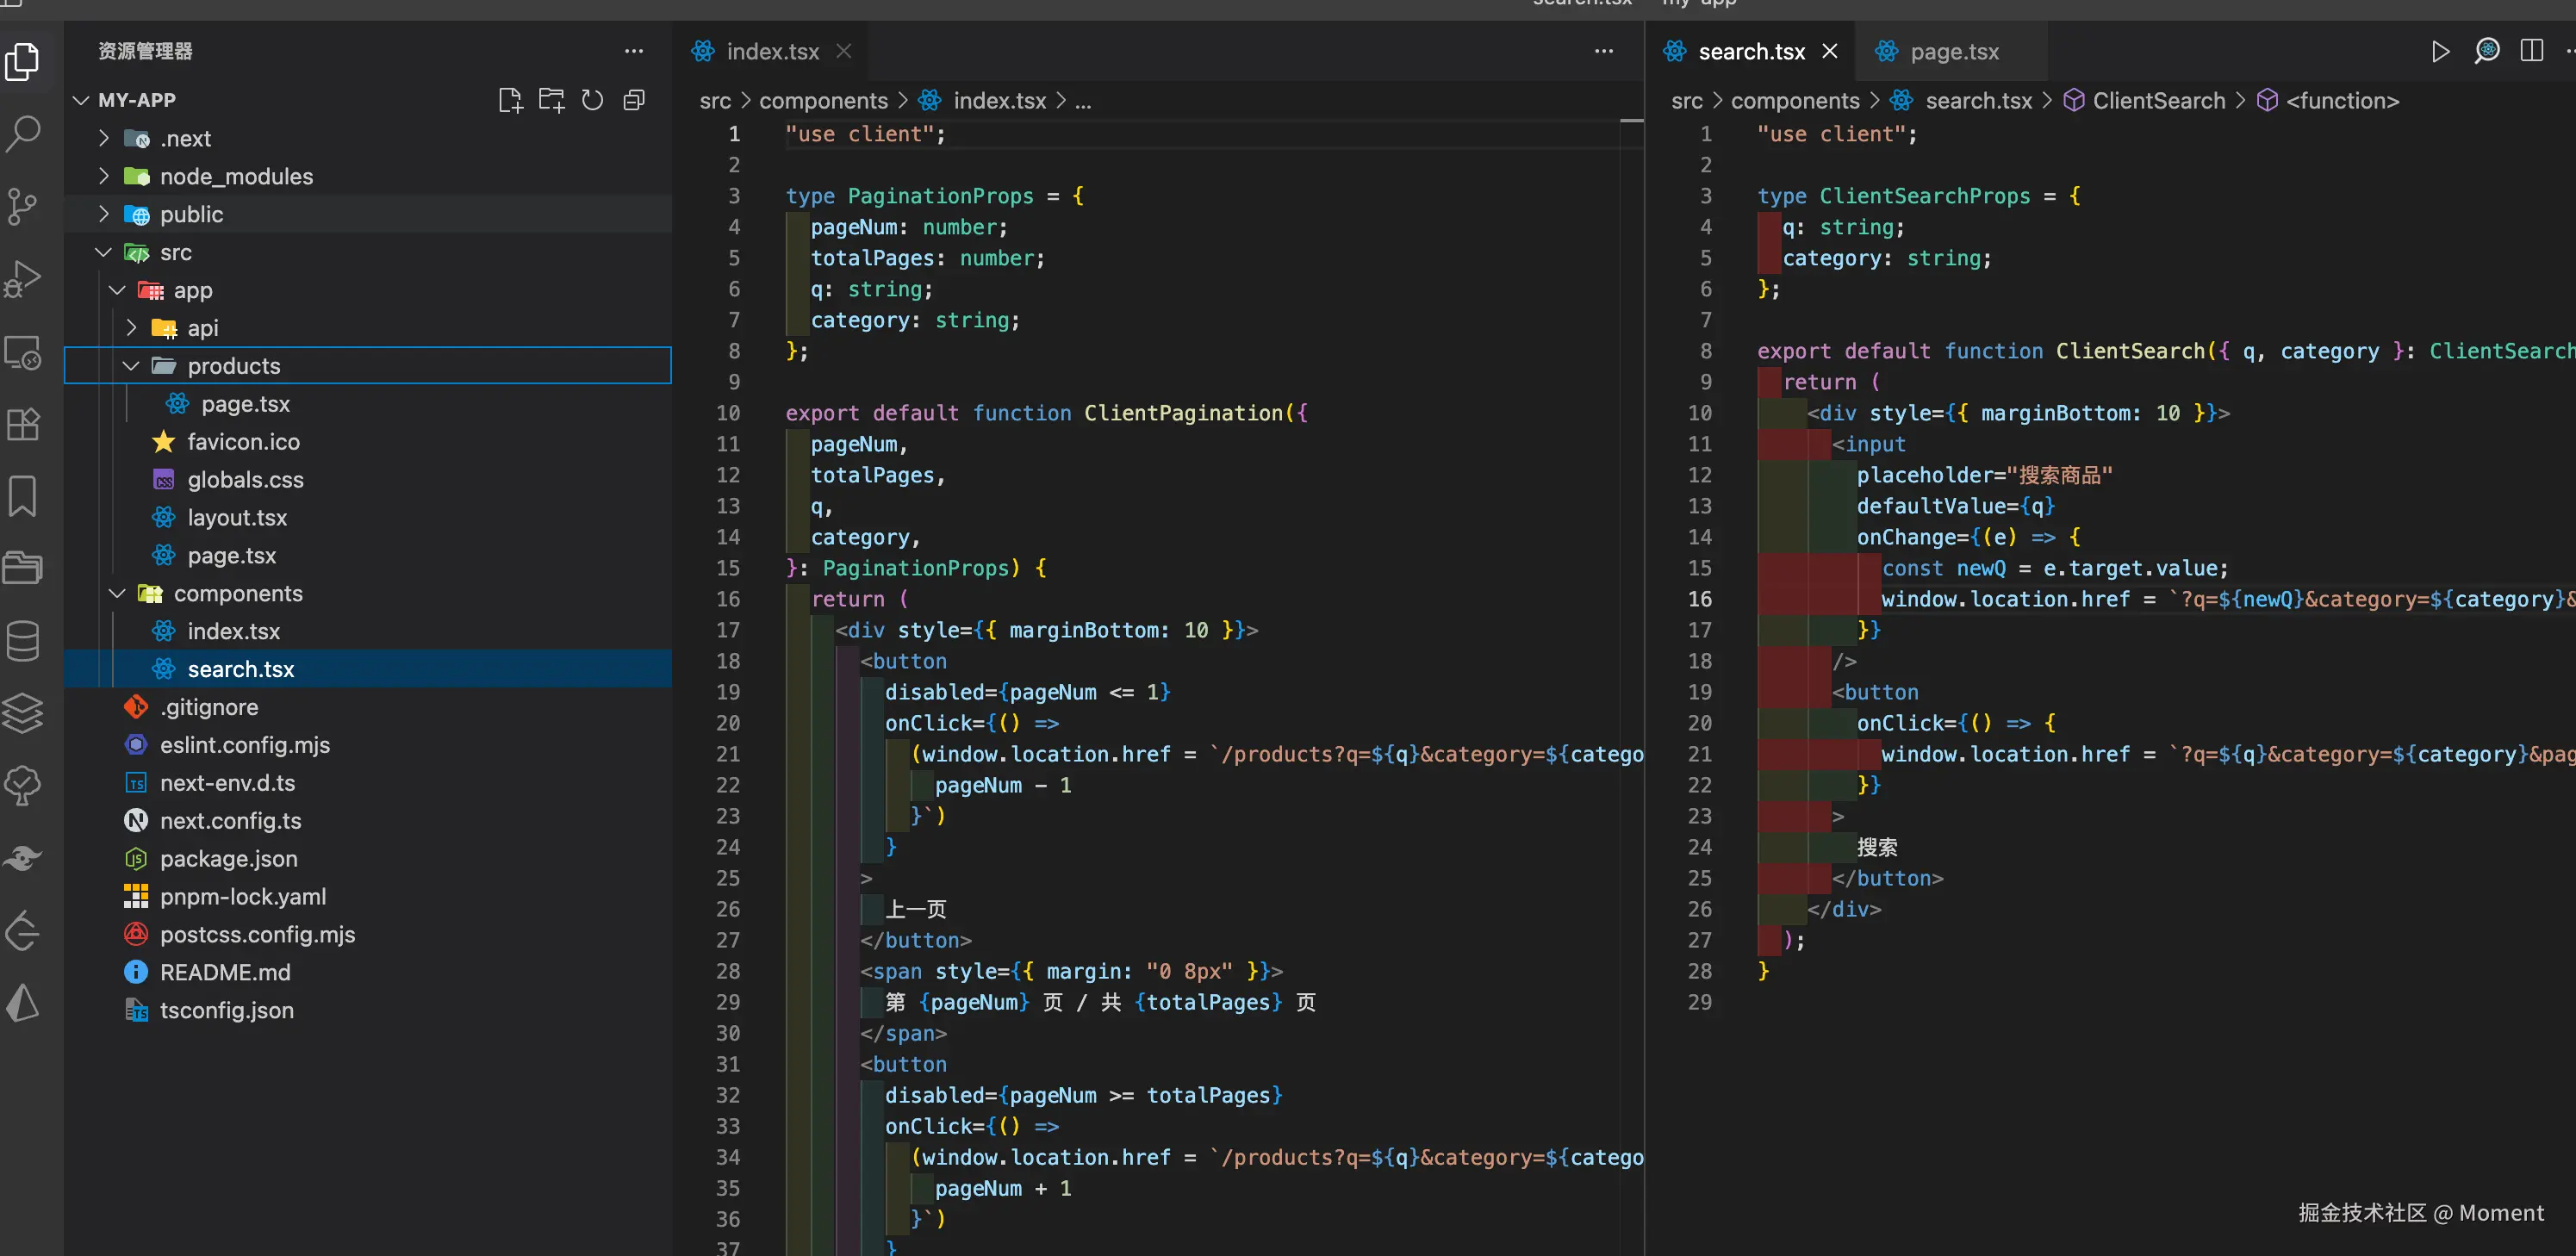 资源管理器
MY-APP
.next
node_modules
public
src
app
api
products
page.tsx
favicon.ico
globals.css
layout.tsx
page.tsx
components
index.tsx
search.tsx
.gitignore
eslint.config.mjs
next-env.d.ts
next.config.ts
package.json
pnpm-lock.yaml
postcss.config.mjs
README.md
tsconfig.json
index.tsx
src > components > index.tsx > ...
1 "use client";
2
3 type PaginationProps = {
4 pageNum: number;
5 totalPages: number;
6 q: string;
7 category: string;
8 };
9
10 export default function ClientPagination({
11 pageNum,
12 totalPages,
13 q,
14 category,
15 }: PaginationProps) {
16 return (
17 <div style={{ marginBottom: 10 }}>
18 <button
19 disabled={pageNum <= 1}
20 onClick={() =>
21 (window.location.href = `/products?q=${q}&category=${catego
22 pageNum - 1
23 }`)
24 }
25 >
26 上一页
27 </button>
28 <span style={{ margin: "0 8px" }}>
29 第 {pageNum} 页 / 共 {totalPages} 页
30 </span>
31 <button
32 disabled={pageNum >= totalPages}
33 onClick={() =>
34 (window.location.href = `/products?q=${q}&category=${catego
35 pageNum + 1
36 }`)
37 }
search.tsx page.tsx
src > components > search.tsx > ClientSearch > <function>
1 "use client";
2
3 type ClientSearchProps = {
4 q: string;
5 category: string;
6 };
7
8 export default function ClientSearch({ q, category }: ClientSearch
9 return (
10 <div style={{ marginBottom: 10 }}>
11 <input
12 placeholder="搜索商品"
13 defaultValue={q}
14 onChange={(e) => {
15 const newQ = e.target.value;
16 window.location.href = `?q=${newQ}&category=${category}&
17 }}
18 />
19 <button
20 onClick={() => {
21 window.location.href = `?q=${q}&category=${category}&pag
22 }}
23 >
24 搜索
25 </button>
26 </div>
27 );
28 }
29
掘金技术社区 @ Moment